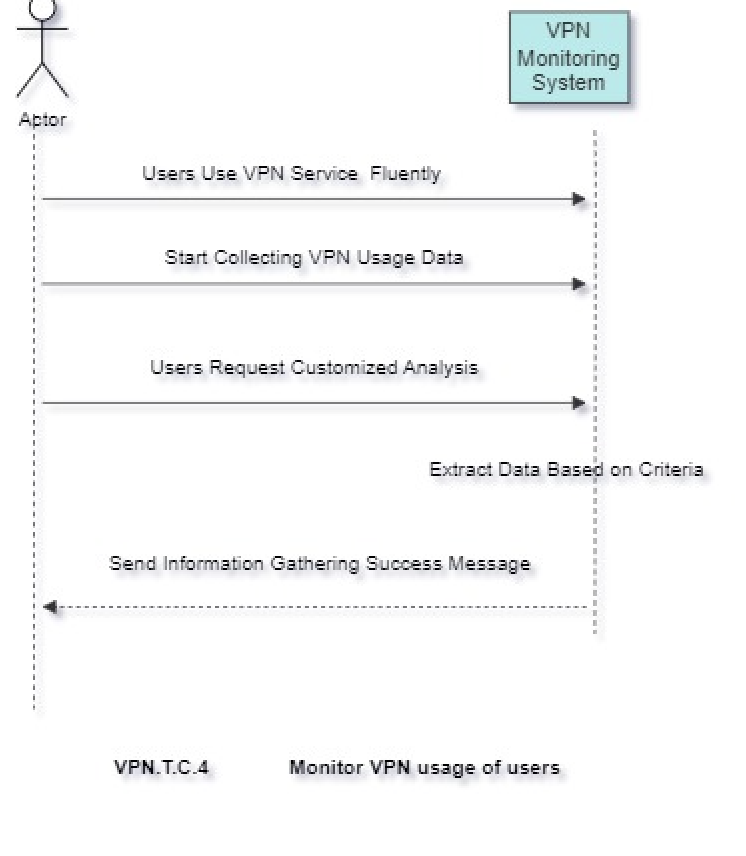 VPN
Monitoring
System
Actor
Users Use VPN Service Fluently
Start Collecting VPN Usage Data
Users Request Customized Analysis
Extract Data Based on Criteria
Send Information Gathering Success Message
VPN.T.C.4 Monitor VPN usage of users